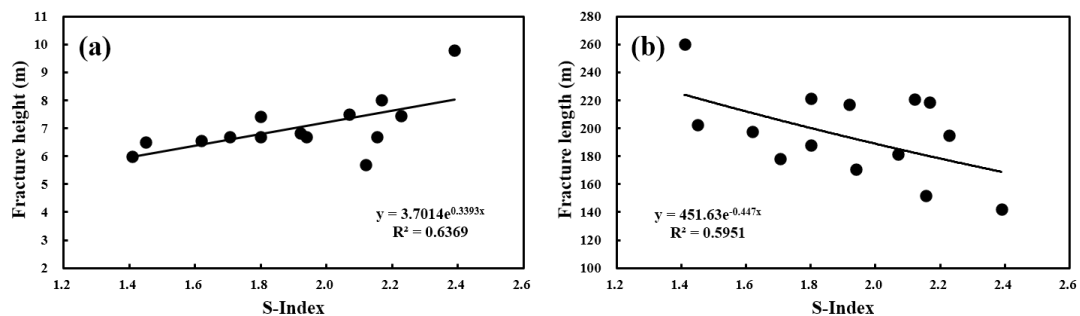 (a)
Fracture height (m)
11
10
9
8
7
6
5
4
3
2
y = 3.7014e^0.3393x
R² = 0.6369
1.2 1.4 1.6 1.8 2.0 2.2 2.4 2.6
S-Index
(b)
Fracture length (m)
280
260
240
220
200
180
160
140
120
100
y = 451.63e^-0.447x
R² = 0.5951
1.2 1.4 1.6 1.8 2.0 2.2 2.4 2.6
S-Index